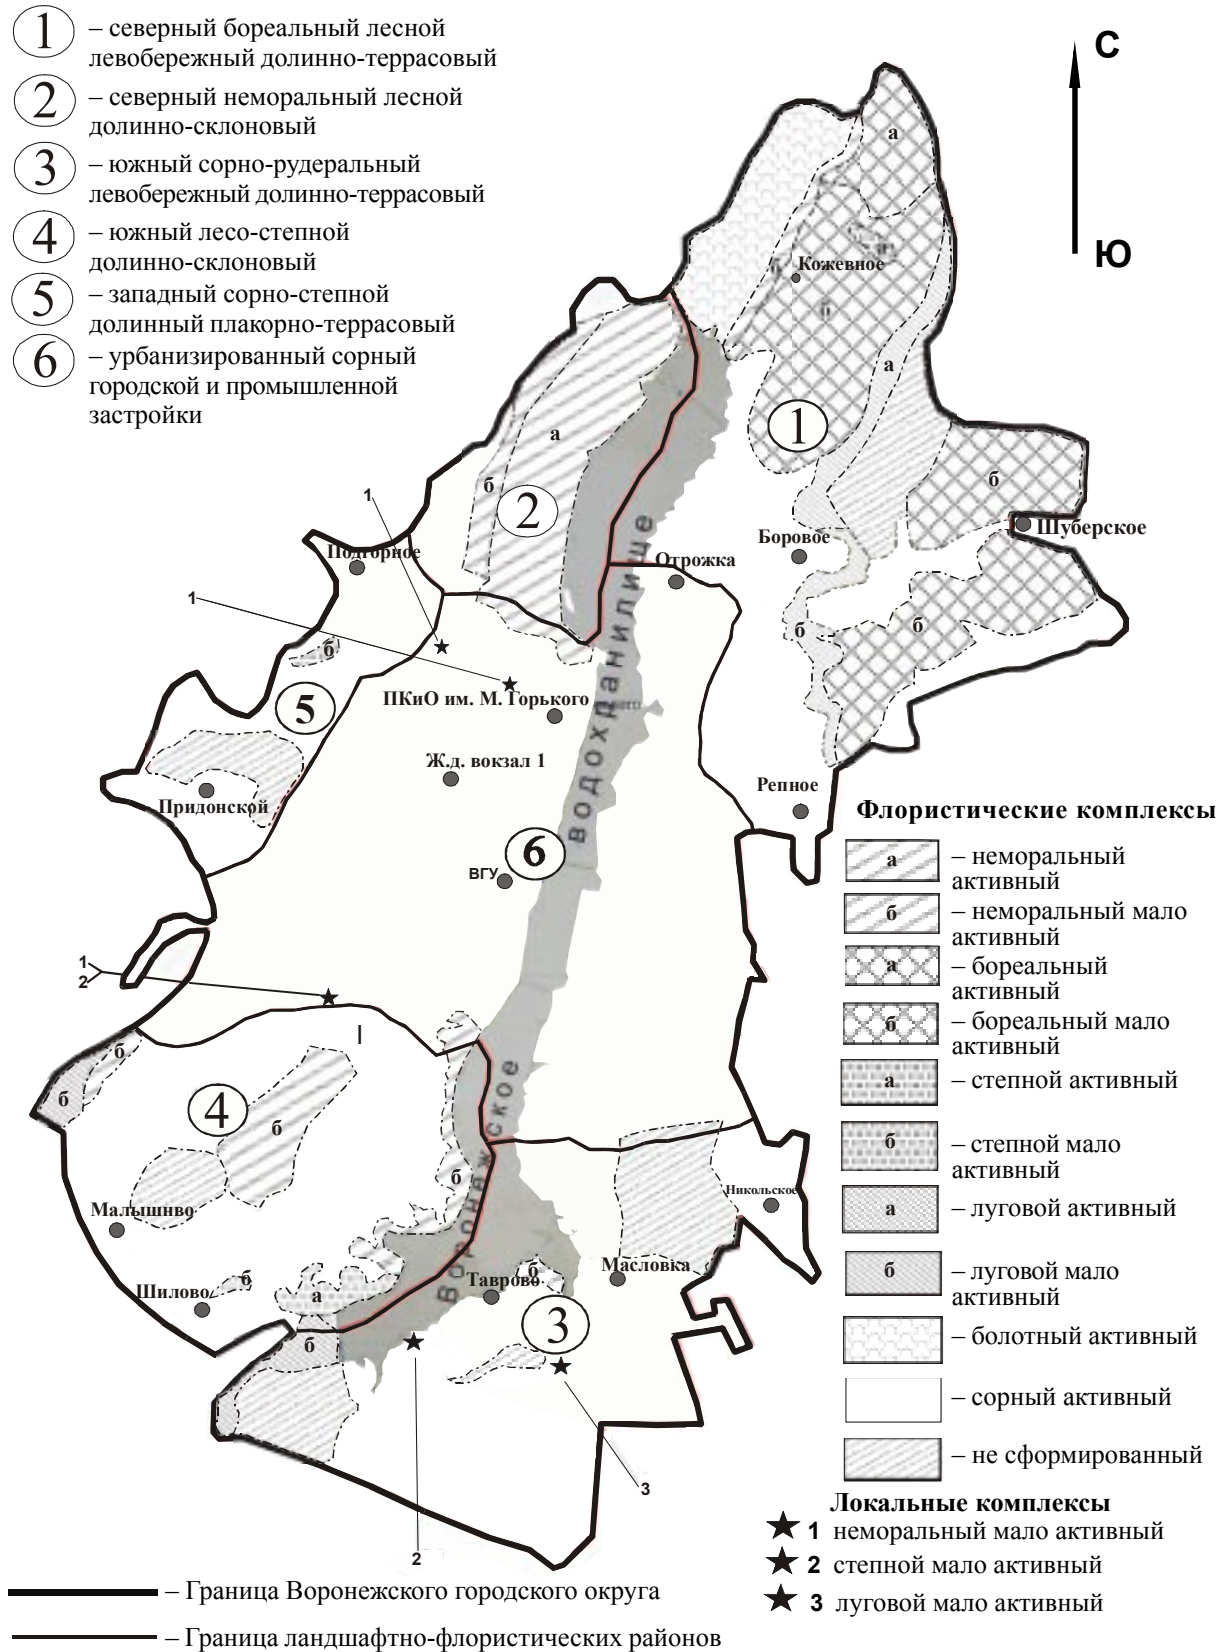 1 – северный бореальный лесной
левобережный долинно-террасовый
2 – северный неморальный лесной
долинно-склоновый
3 – южный сорно-рудеральный
левобережный долинно-террасовый
4 – южный лесо-степной
долинно-склоновый
5 – западный сорно-степной
долинный плакорно-террасовый
6 – урбанизированный сорный
городской и промышленной
застройки
С
Ю
а
Кожевное
а
б
б
а
1
а
б
2
б
1
Шуберское
Подгорное
Боровое
Отрожка
1
б
б
б
5
ПКиО им. М. Горького
Ж.д. вокзал 1
Придонской
Репное
6
ВГУ
Воронежское водохранилище
1
2
б
б
4
б
б
Малышиво
Никольское
Масловка
б
Таврово
б
Шилово
а
3
б
2
3
Флористические комплексы
а – неморальный
активный
б – неморальный мало
активный
а – бореальный
активный
б – бореальный мало
активный
а – степной активный
б – степной мало
активный
а – луговой активный
б – луговой мало
активный
– болотный активный
– сорный активный
– не сформированный
Локальные комплексы
1 неморальный мало активный
2 степной мало активный
3 луговой мало активный
– Граница Воронежского городского округа
– Граница ландшафтно-флористических районов